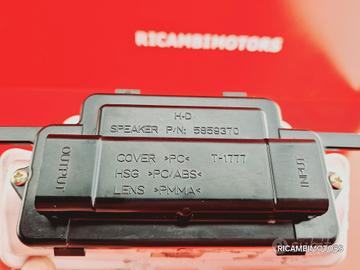 RICAMBIMOTORS
H-D
SPEAKER P/N: 5859370
OUTPUT
COVER >PC< T-1777
HSG >PC/ABS<
LENS >PMMA<
INPUT
RICAMBIMOTORS